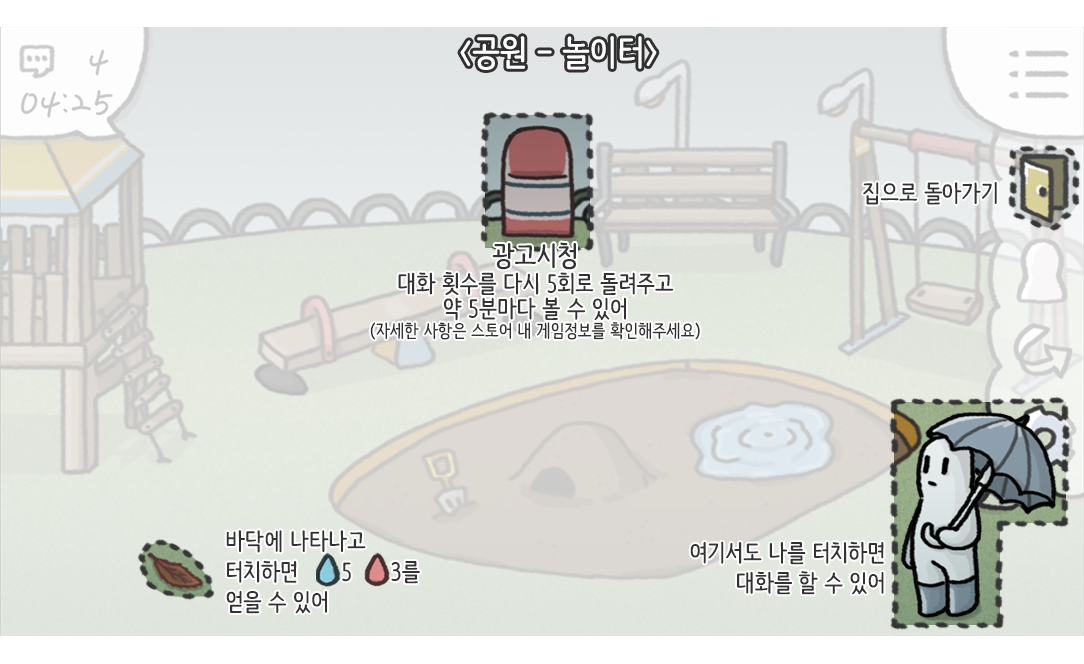 <공원 - 놀이터>
4
04:25
집으로 돌아가기
광고시청
대화 횟수를 다시 5회로 돌려주고
약 5분마다 볼 수 있어
(자세한 사항은 스토어 내 게임정보를 확인해주세요)
바닥에 나타나고
터치하면 5 3를
얻을 수 있어
여기서도 나를 터치하면
대화를 할 수 있어